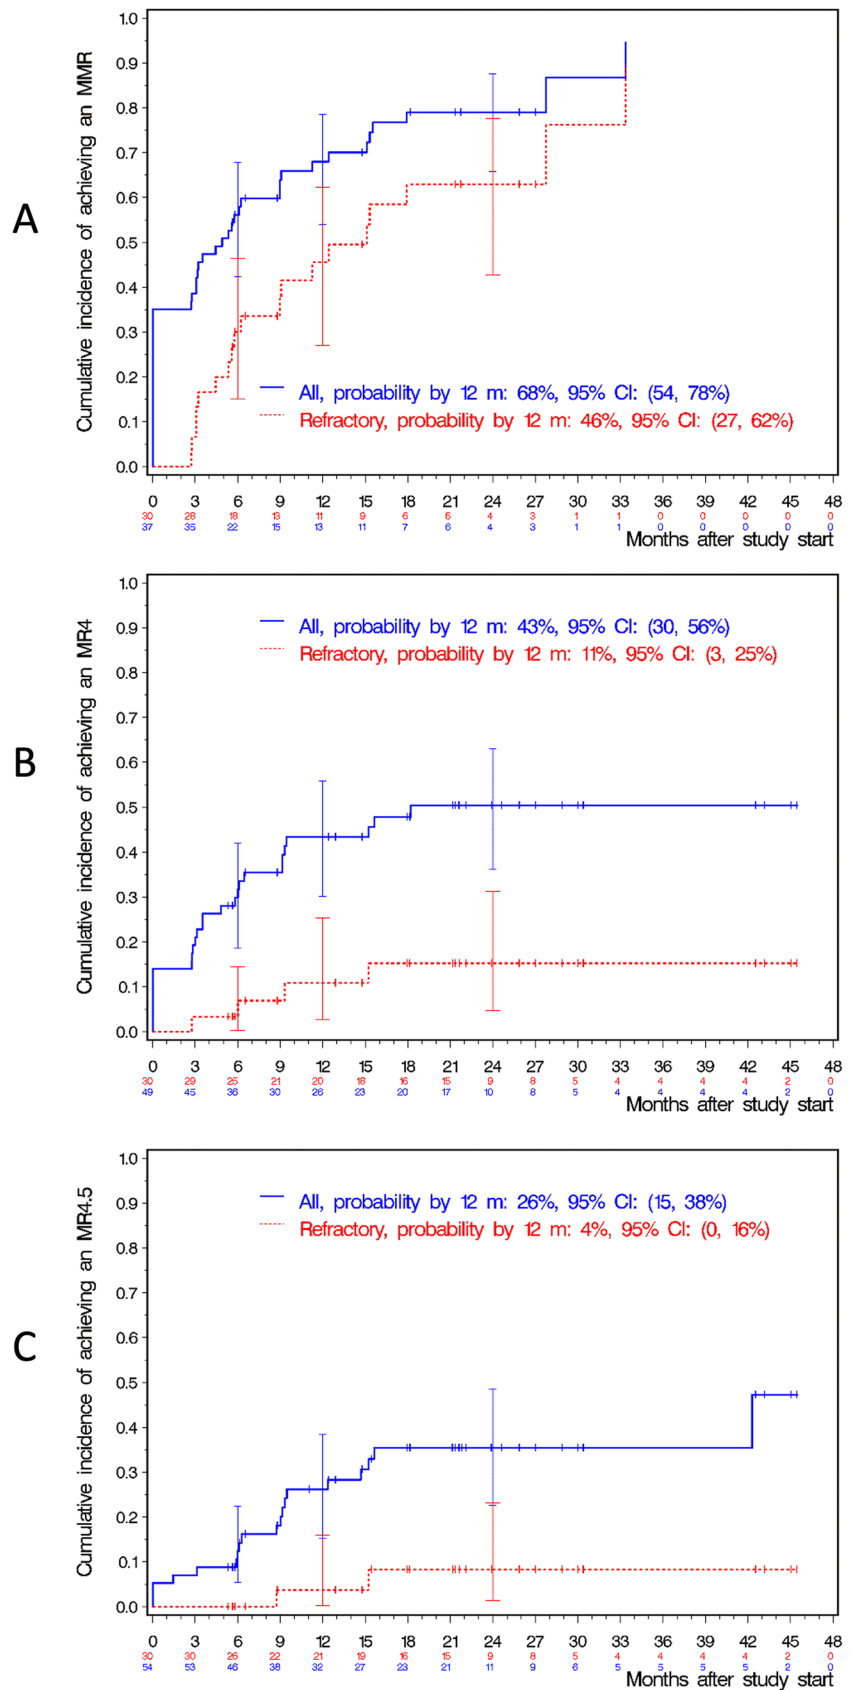 A
Cumulative incidence of achieving an MMR
1.0
0.9
0.8
0.7
0.6
0.5
0.4
0.3
0.2
0.1
0.0
All, probability by 12 m: 68%, 95% CI: (54, 78%)
Refractory, probability by 12 m: 46%, 95% CI: (27, 62%)
0 3 6 9 12 15 18 21 24 27 30 33 36 39 42 45 48
30 28 18 13 11 9 6 6 4 3 1 1 0 0 0 0 0
37 35 22 15 13 11 7 6 4 3 1 1 0 0 0 0 0
Months after study start
B
Cumulative incidence of achieving an MR4
1.0
0.9
0.8
0.7
0.6
0.5
0.4
0.3
0.2
0.1
0.0
All, probability by 12 m: 43%, 95% CI: (30, 56%)
Refractory, probability by 12 m: 11%, 95% CI: (3, 25%)
0 3 6 9 12 15 18 21 24 27 30 33 36 39 42 45 48
30 29 25 21 20 18 16 15 9 8 5 4 4 4 4 2 0
49 45 36 30 26 23 20 17 10 8 5 4 4 4 4 2 0
Months after study start
C
Cumulative incidence of achieving an MR4.5
1.0
0.9
0.8
0.7
0.6
0.5
0.4
0.3
0.2
0.1
0.0
All, probability by 12 m: 26%, 95% CI: (15, 38%)
Refractory, probability by 12 m: 4%, 95% CI: (0, 16%)
0 3 6 9 12 15 18 21 24 27 30 33 36 39 42 45 48
30 30 26 22 21 19 16 15 9 8 5 4 4 4 4 2 0
54 53 46 38 32 27 23 21 11 9 6 5 5 5 5 2 0
Months after study start